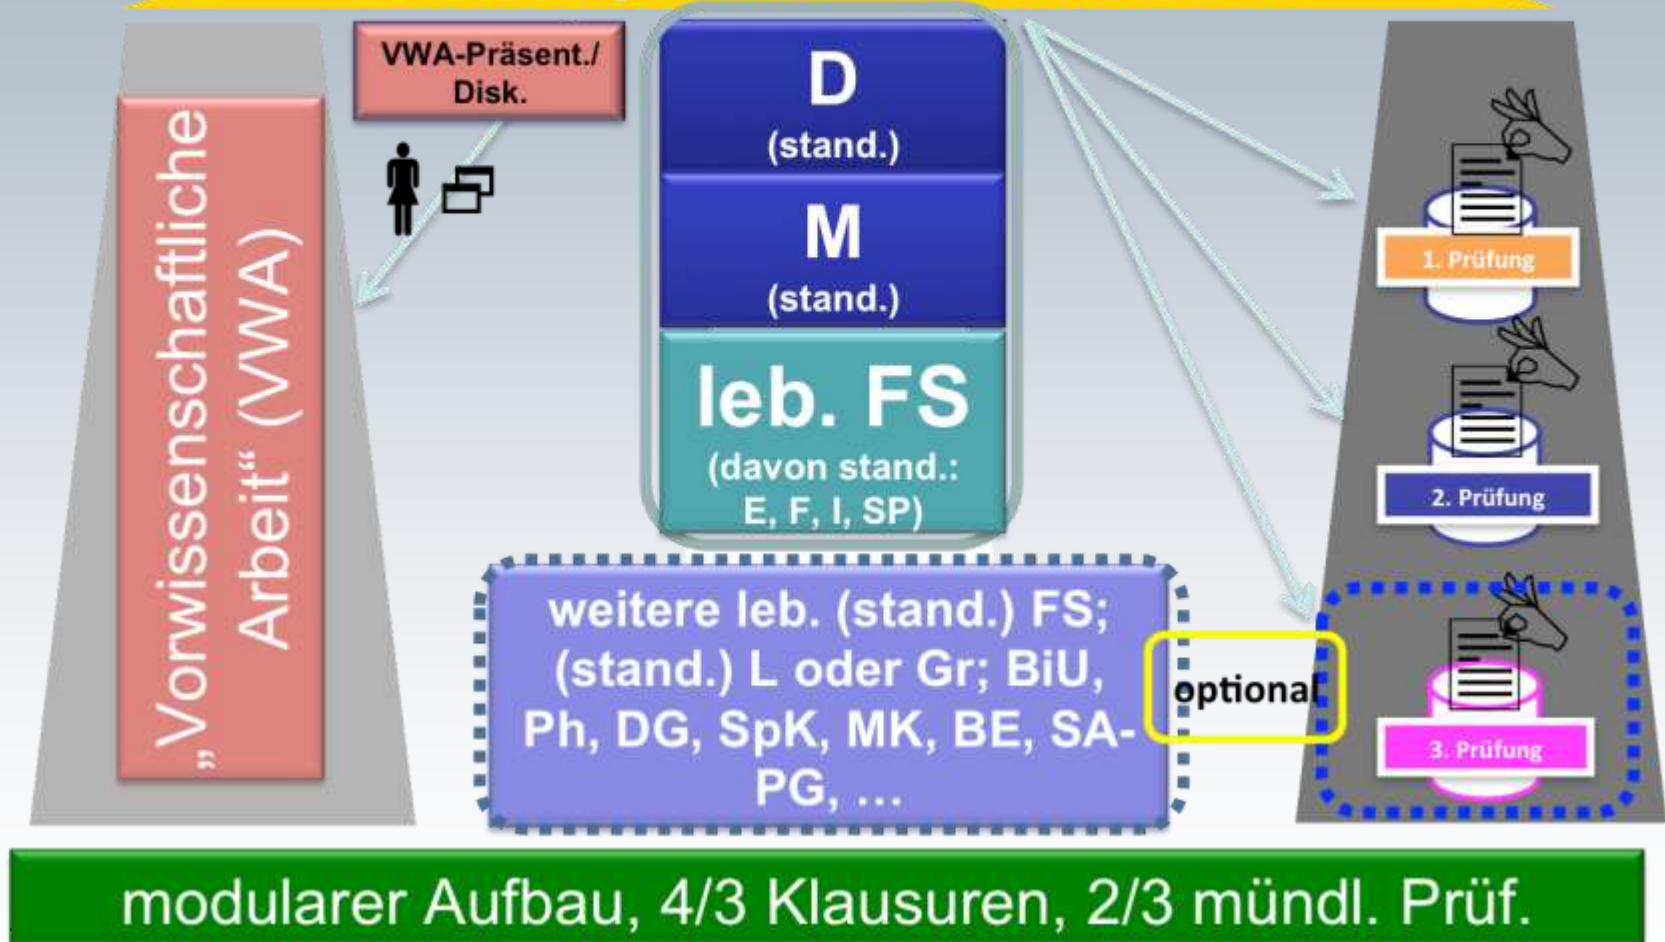 „Vorwissenschaftliche
Arbeit“ (VWA)
VWA-Präsent./
Disk.
D
(stand.)
M
(stand.)
leb. FS
(davon stand.:
E, F, I, SP)
weitere leb. (stand.) FS;
(stand.) L oder Gr; BiU,
Ph, DG, SpK, MK, BE, SA-
PG, …
optional
1. Prüfung
2. Prüfung
3. Prüfung
modularer Aufbau, 4/3 Klausuren, 2/3 mündl. Prüf.